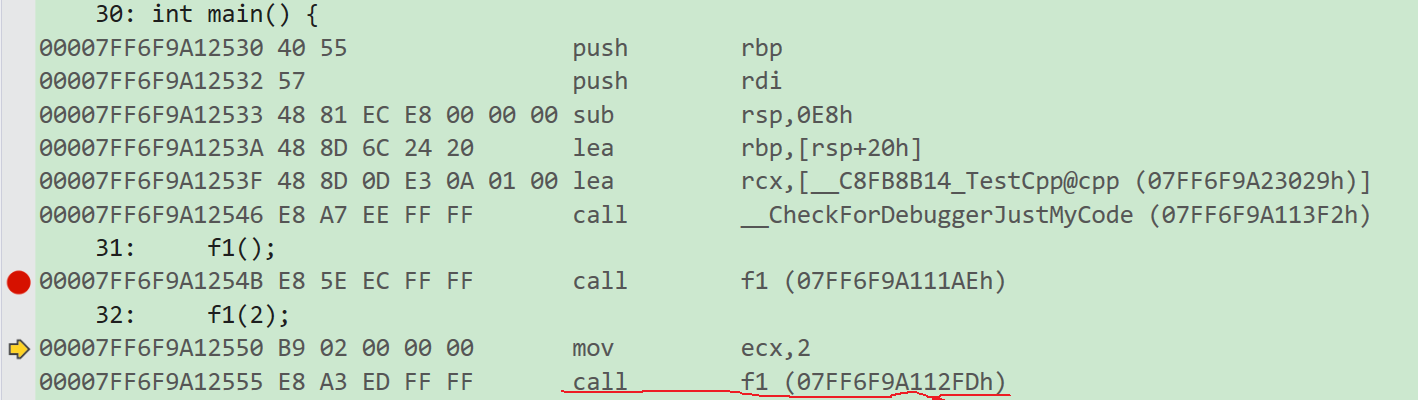 30: int main() {
00007FF6F9A12530 40 55 push rbp
00007FF6F9A12532 57 push rdi
00007FF6F9A12533 48 81 EC E8 00 00 00 sub rsp,0E8h
00007FF6F9A1253A 48 8D 6C 24 20 lea rbp,[rsp+20h]
00007FF6F9A1253F 48 8D 0D E3 0A 01 00 lea rcx,[__C8FB8B14_TestCpp@cpp (07FF6F9A23029h)]
00007FF6F9A12546 E8 A7 EE FF FF call __CheckForDebuggerJustMyCode (07FF6F9A113F2h)
31: f1();
00007FF6F9A1254B E8 5E EC FF FF call f1 (07FF6F9A111AEh)
32: f1(2);
00007FF6F9A12550 B9 02 00 00 00 mov ecx,2
00007FF6F9A12555 E8 A3 ED FF FF call f1 (07FF6F9A112FDh)